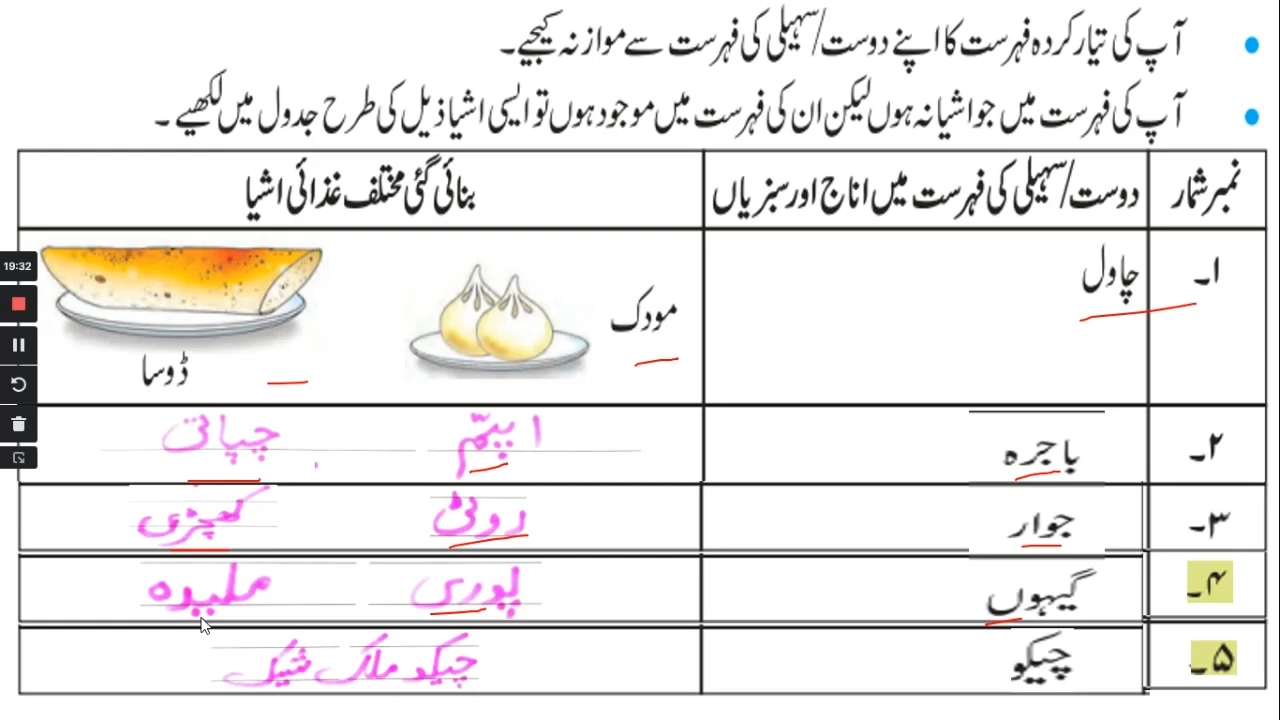 آپ کی تیار کردہ فہرست کا اپنے دوست/سہیلی کی فہرست سے موازنہ کیجیے۔
آپ کی فہرست میں جو اشیا نہ ہوں لیکن ان کی فہرست میں موجود ہوں تو ایسی اشیا ذیل کی طرح جدول میں لکھیے۔
نمبر شمار دوست/سہیلی کی فہرست میں اناج اور سبزیاں بنائی گئی مختلف غذائی اشیا
۱۔ چاول مودک ڈوسا
19:32
۲۔ باجرہ اپیّم چپاتی
۳۔ جوار روٹی کھچڑی
۴۔ گیہوں پوری ملیدہ
۵۔ چیکو چیکو ملک شیک